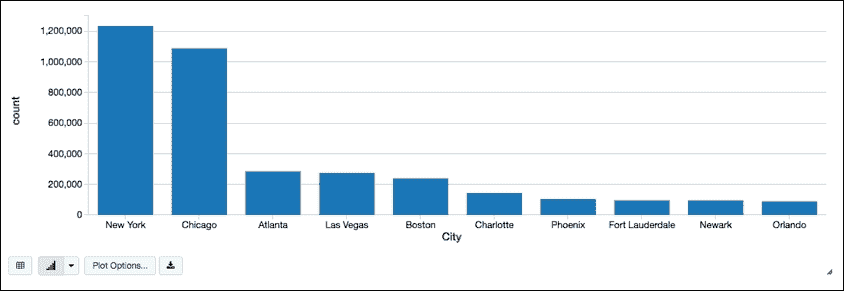 1,200,000
1,000,000
800,000
600,000
400,000
200,000
0
count
New York Chicago Atlanta Las Vegas Boston Charlotte Phoenix Fort Lauderdale Newark Orlando
City
Plot Options...